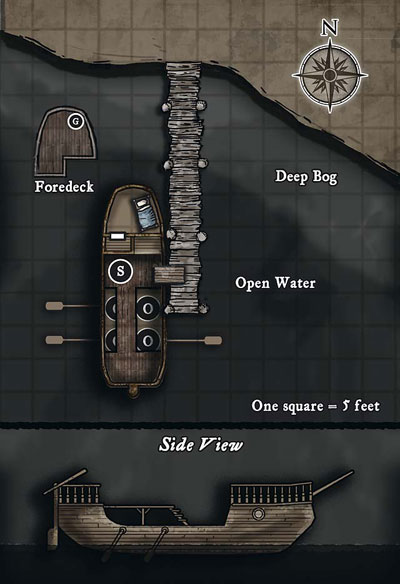 N
G
Foredeck
Deep Bog
S
Open Water
O O
O O
One square = 5 feet
Side View